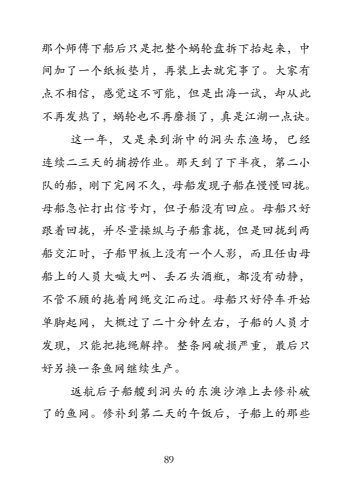 那个师傅下船后只是把整个蜗轮盘拆下抬起来，中
间加了一个纸板垫片，再装上去就完事了。大家有
点不相信，感觉这不可能，但是出海一试，却从此
不再发热了，蜗轮也不再磨损了，真是江湖一点诀。
这一年，又是来到浙中的洞头东渔场，已经
连续二三天的捕捞作业。那天到了下半夜，第二小
队的船，刚下完网不久，母船发现子船在慢慢回拢。
母船急忙打出信号灯，但子船没有回应。母船只好
跟着回拢，并尽量操纵与子船靠拢，但是回拢到两
船交汇时，子船甲板上没有一个人影，而且任由母
船上的人员大喊大叫、丢石头酒瓶，都没有动静，
不管不顾的拖着网绳交汇而过。母船只好停车开始
单脚起网，大概过了二十分钟左右，子船的人员才
发现，只能把拖绳解掉。整条网破损严重，最后只
好另换一条鱼网继续生产。
返航后子船艘到洞头的东澳沙滩上去修补破
了的鱼网。修补到第二天的午饭后，子船上的那些
89